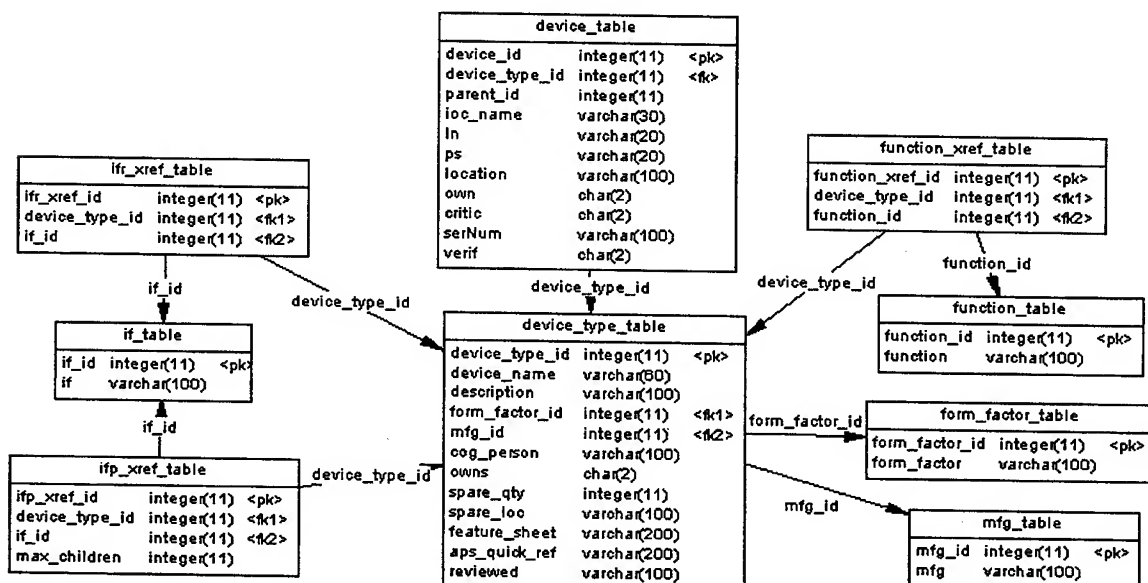 device_table
device_id integer(11) <pk>
device_type_id integer(11) <fk>
parent_id integer(11)
ioc_name varchar(30)
ln varchar(20)
ps varchar(20)
location varchar(100)
own char(2)
critic char(2)
serNum varchar(100)
verif char(2)
ifr_xref_table
ifr_xref_id integer(11) <pk>
device_type_id integer(11) <fk1>
if_id integer(11) <fk2>
function_xref_table
function_xref_id integer(11) <pk>
device_type_id integer(11) <fk1>
function_id integer(11) <fk2>
if_id
device_type_id
device_type_id
device_type_id
function_id
if_table
if_id integer(11) <pk>
if varchar(100)
function_table
function_id integer(11) <pk>
function varchar(100)
device_type_table
device_type_id integer(11) <pk>
device_name varchar(60)
description varchar(100)
form_factor_id integer(11) <fk1>
mfg_id integer(11) <fk2>
cog_person varchar(100)
owns char(2)
spare_qty integer(11)
spare_loc varchar(100)
feature_sheet varchar(200)
aps_quick_ref varchar(200)
reviewed varchar(100)
if_id
form_factor_id
form_factor_table
form_factor_id integer(11) <pk>
form_factor varchar(100)
ifp_xref_table
ifp_xref_id integer(11) <pk>
device_type_id integer(11) <fk1>
if_id integer(11) <fk2>
max_children integer(11)
device_type_id
mfg_id
mfg_table
mfg_id integer(11) <pk>
mfg varchar(100)